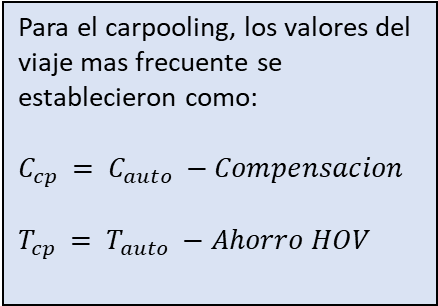 Para el carpooling, los valores del
viaje mas frecuente se
establecieron como:
C_cp = C_auto − Compensacion
T_cp = T_auto − Ahorro HOV